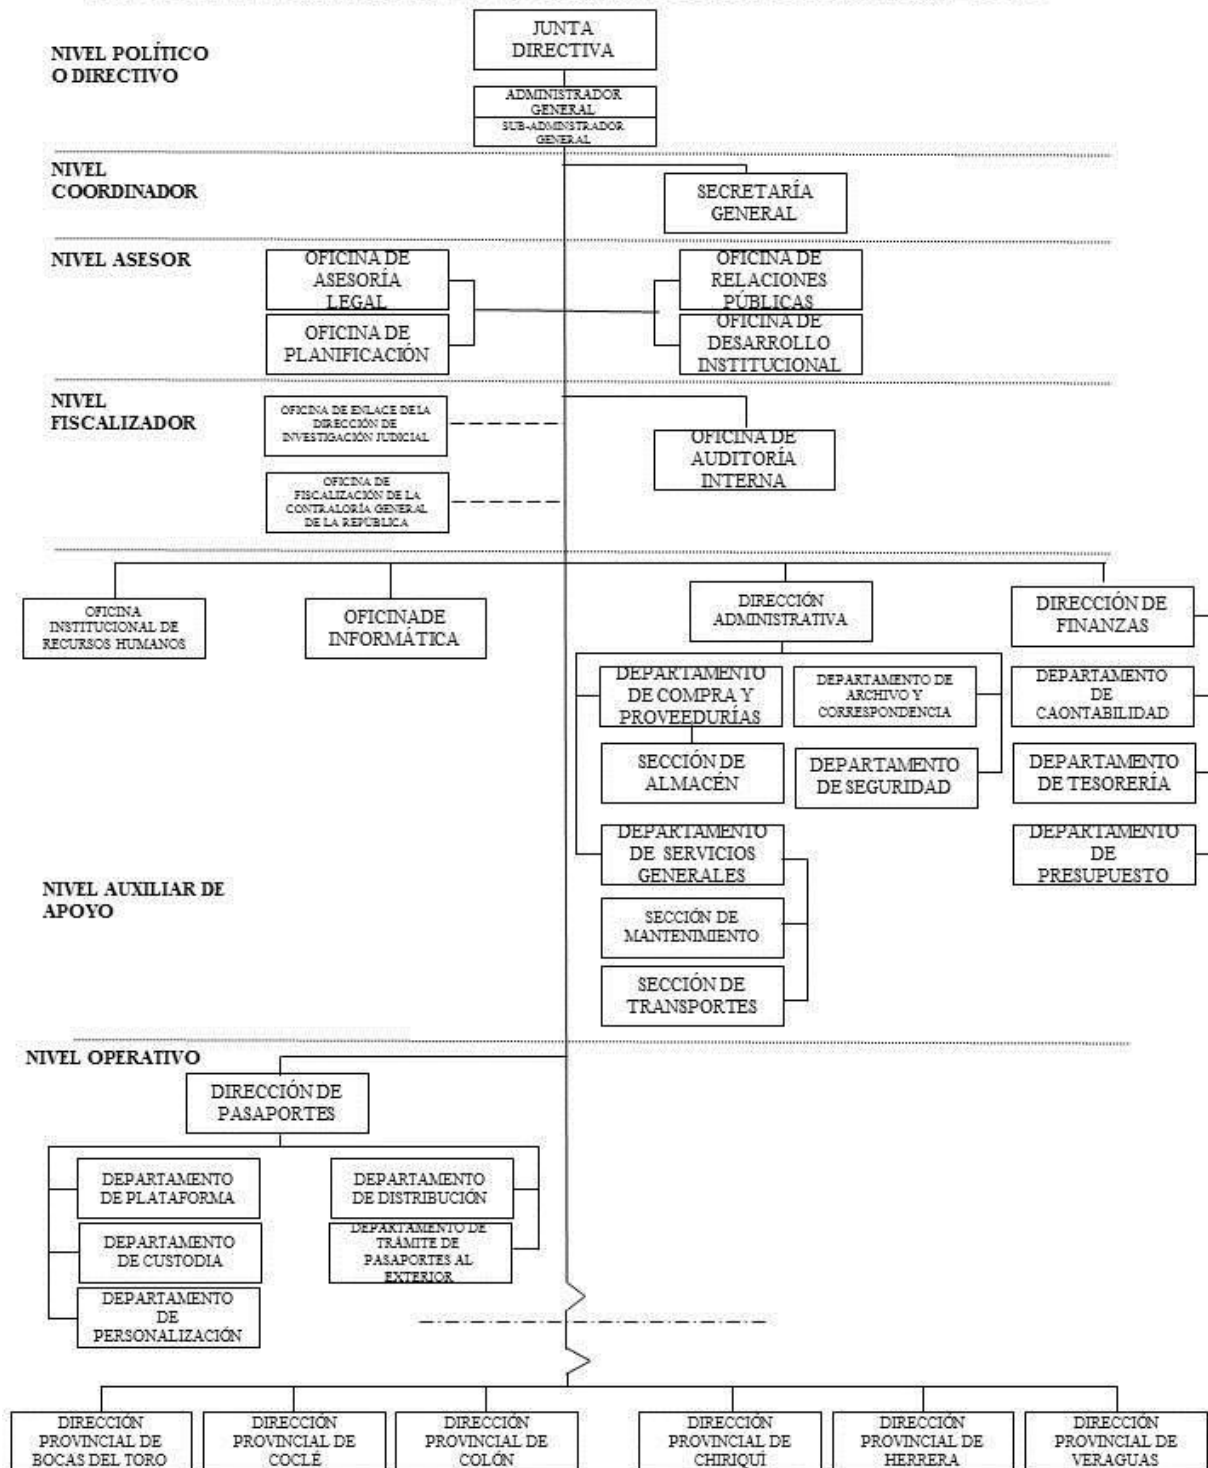 JUNTA
DIRECTIVA
NIVEL POLÍTICO
O DIRECTIVO
ADMINISTRADOR
GENERAL
SUB-ADMINSTRADOR
GENERAL
NIVEL
COORDINADOR
SECRETARÍA
GENERAL
NIVEL ASESOR
OFICINA DE
ASESORÍA
LEGAL
OFICINA DE
RELACIONES
PÚBLICAS
OFICINA DE
PLANIFICACIÓN
OFICINA DE
DESARROLLO
INSTITUCIONAL
NIVEL
FISCALIZADOR
OFICINA DE ENLACE DE LA
DIRECCIÓN DE
INVESTIGACIÓN JUDICIAL
OFICINA DE
AUDITORÍA
INTERNA
OFICINA DE
FISCALIZACIÓN DE LA
CONTRALORÍA GENERAL
DE LA REPÚBLICA
OFICINA
INSTITUCIONAL DE
RECURSOS HUMANOS
OFICINADE
INFORMÁTICA
DIRECCIÓN
ADMINISTRATIVA
DIRECCIÓN DE
FINANZAS
DEPARTAMENTO
DE COMPRA Y
PROVEEDURÍAS
DEPARTAMENTO DE
ARCHIVO Y
CORRESPONDENCIA
DEPARTAMENTO
DE
CAONTABILIDAD
SECCIÓN DE
ALMACÉN
DEPARTAMENTO
DE SEGURIDAD
DEPARTAMENTO
DE TESORERÍA
DEPARTAMENTO
DE SERVICIOS
GENERALES
DEPARTAMENTO
DE
PRESUPUESTO
NIVEL AUXILIAR DE
APOYO
SECCIÓN DE
MANTENIMIENTO
SECCIÓN DE
TRANSPORTES
NIVEL OPERATIVO
DIRECCIÓN DE
PASAPORTES
DEPARTAMENTO
DE PLATAFORMA
DEPARTAMENTO
DE DISTRIBUCIÓN
DEPARTAMENTO
DE CUSTODIA
DEPARTAMENTO DE
TRÁMITE DE
PASAPORTES AL
EXTERIOR
DEPARTAMENTO
DE
PERSONALIZACIÓN
DIRECCIÓN
PROVINCIAL DE
BOCAS DEL TORO
DIRECCIÓN
PROVINCIAL DE
COCLÉ
DIRECCIÓN
PROVINCIAL DE
COLÓN
DIRECCIÓN
PROVINCIAL DE
CHIRIQUÍ
DIRECCIÓN
PROVINCIAL DE
HERRERA
DIRECCIÓN
PROVINCIAL DE
VERAGUAS